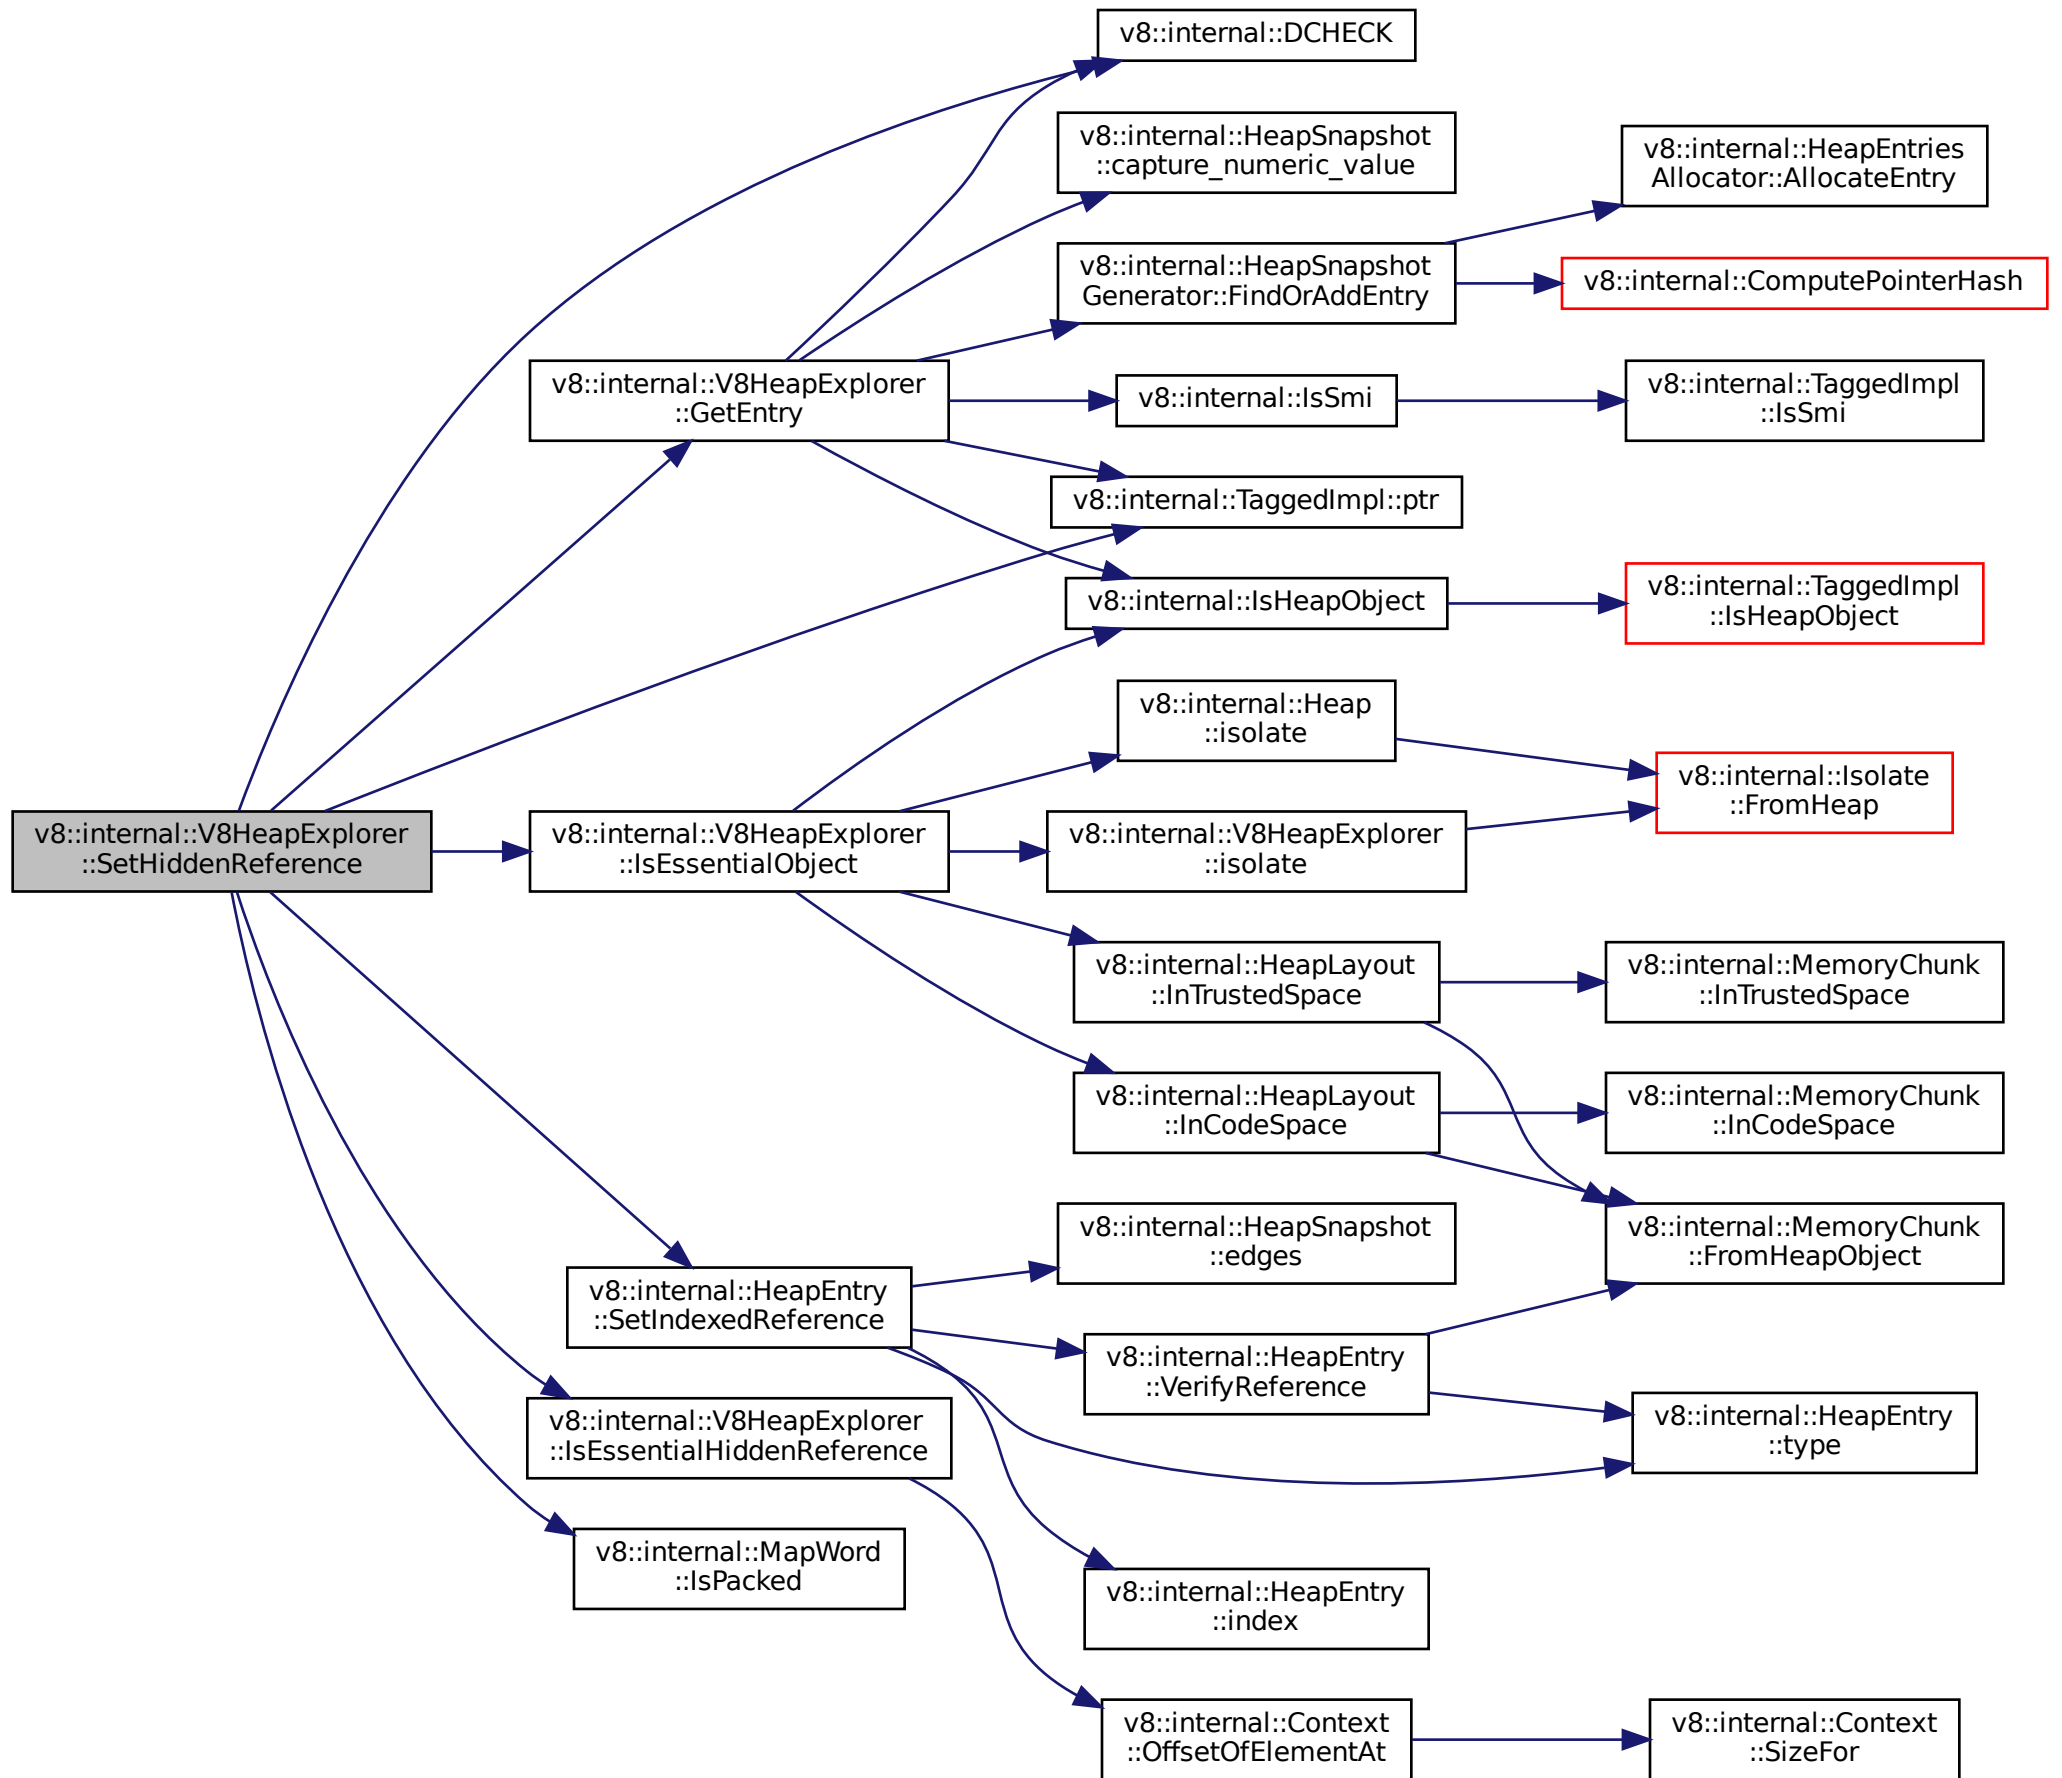 v8::internal::V8HeapExplorer
::SetHiddenReference
v8::internal::DCHECK
v8::internal::V8HeapExplorer
::GetEntry
v8::internal::HeapSnapshot
::capture_numeric_value
v8::internal::HeapSnapshot
Generator::FindOrAddEntry
v8::internal::HeapEntries
Allocator::AllocateEntry
v8::internal::ComputePointerHash
v8::internal::IsSmi
v8::internal::TaggedImpl
::IsSmi
v8::internal::TaggedImpl::ptr
v8::internal::IsHeapObject
v8::internal::TaggedImpl
::IsHeapObject
v8::internal::V8HeapExplorer
::IsEssentialObject
v8::internal::Heap
::isolate
v8::internal::Isolate
::FromHeap
v8::internal::V8HeapExplorer
::isolate
v8::internal::HeapLayout
::InTrustedSpace
v8::internal::MemoryChunk
::InTrustedSpace
v8::internal::HeapLayout
::InCodeSpace
v8::internal::MemoryChunk
::InCodeSpace
v8::internal::MemoryChunk
::FromHeapObject
v8::internal::HeapEntry
::SetIndexedReference
v8::internal::HeapSnapshot
::edges
v8::internal::HeapEntry
::VerifyReference
v8::internal::HeapEntry
::type
v8::internal::HeapEntry
::index
v8::internal::V8HeapExplorer
::IsEssentialHiddenReference
v8::internal::MapWord
::IsPacked
v8::internal::Context
::OffsetOfElementAt
v8::internal::Context
::SizeFor